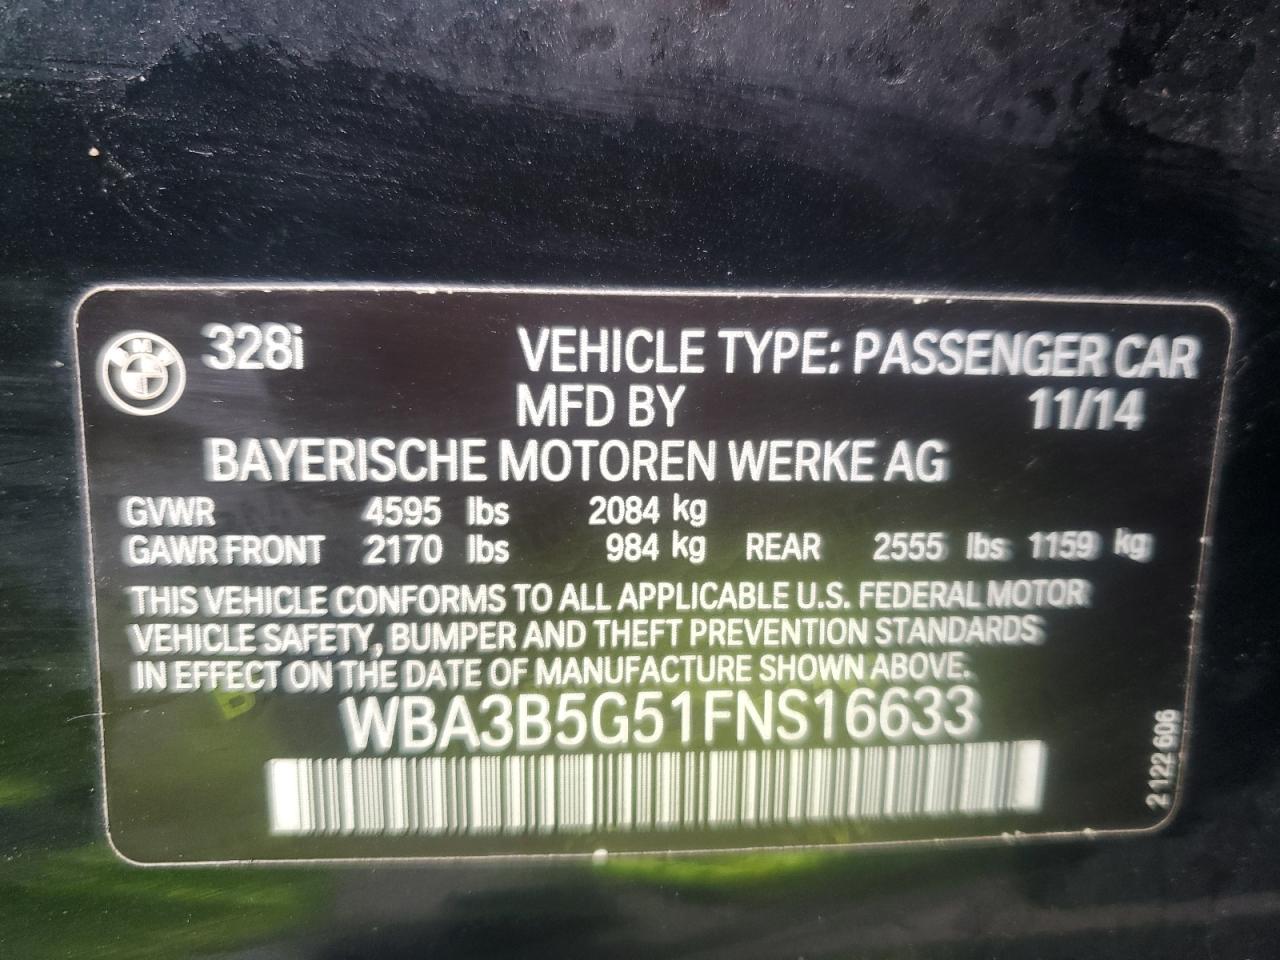 328i VEHICLE TYPE: PASSENGER CAR
MFD BY 11/14
BAYERISCHE MOTOREN WERKE AG
GVWR 4595 lbs 2084 kg
GAWR FRONT 2170 lbs 984 kg REAR 2555 lbs 1159 kg
THIS VEHICLE CONFORMS TO ALL APPLICABLE U.S. FEDERAL MOTOR
VEHICLE SAFETY, BUMPER AND THEFT PREVENTION STANDARDS
IN EFFECT ON THE DATE OF MANUFACTURE SHOWN ABOVE.
WBA3B5G51FNS16633
2 122 606